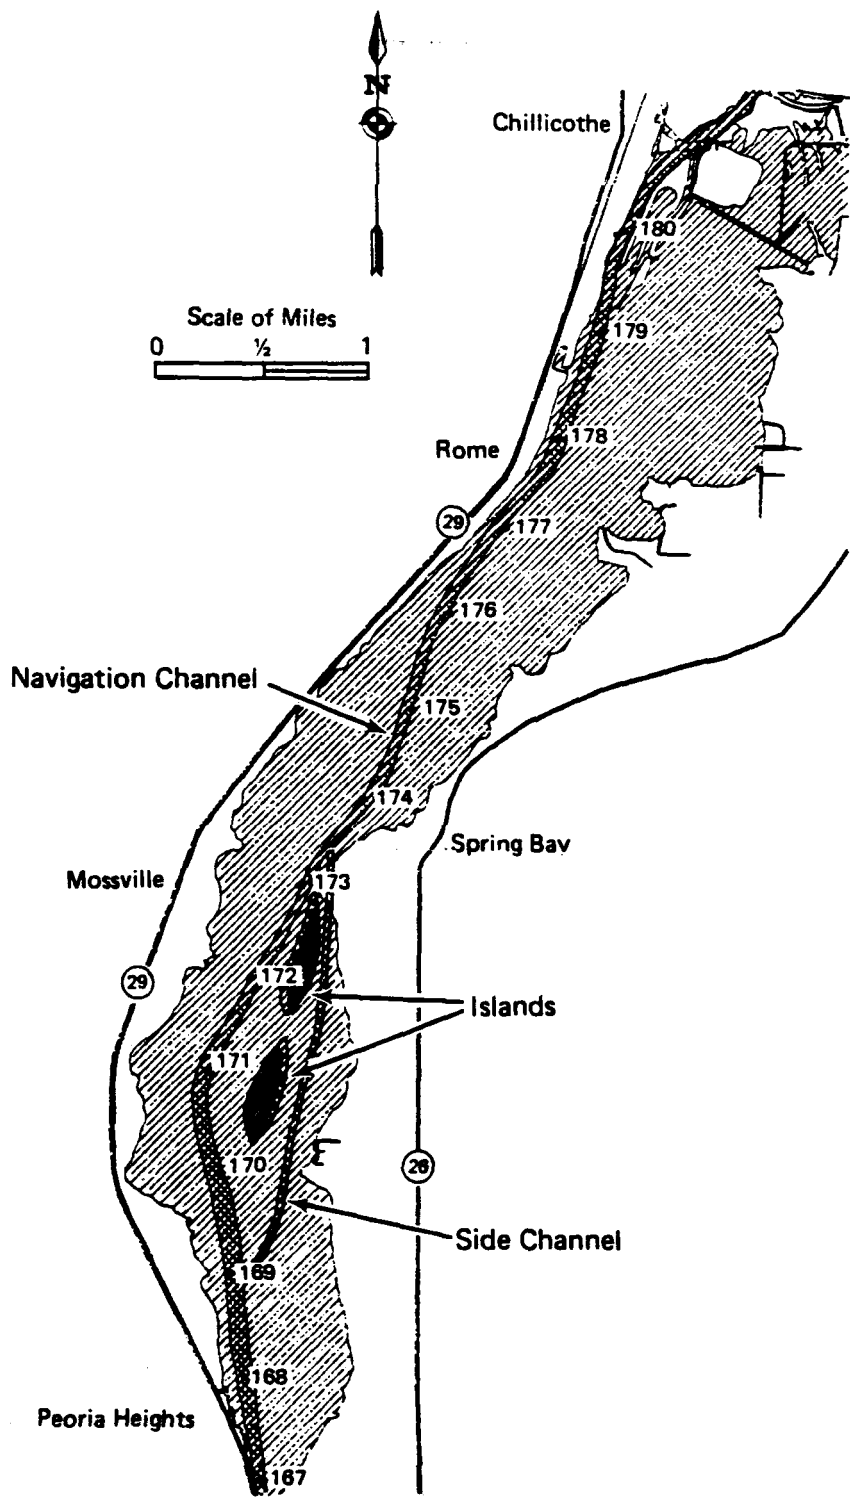 N
Chillicothe
180
Scale of Miles
0 ½ 1
179
178
Rome
29
177
176
Navigation Channel
175
174
Spring Bav
Mossville
173
172
29
Islands
171
170
26
Side Channel
169
168
Peoria Heights
167